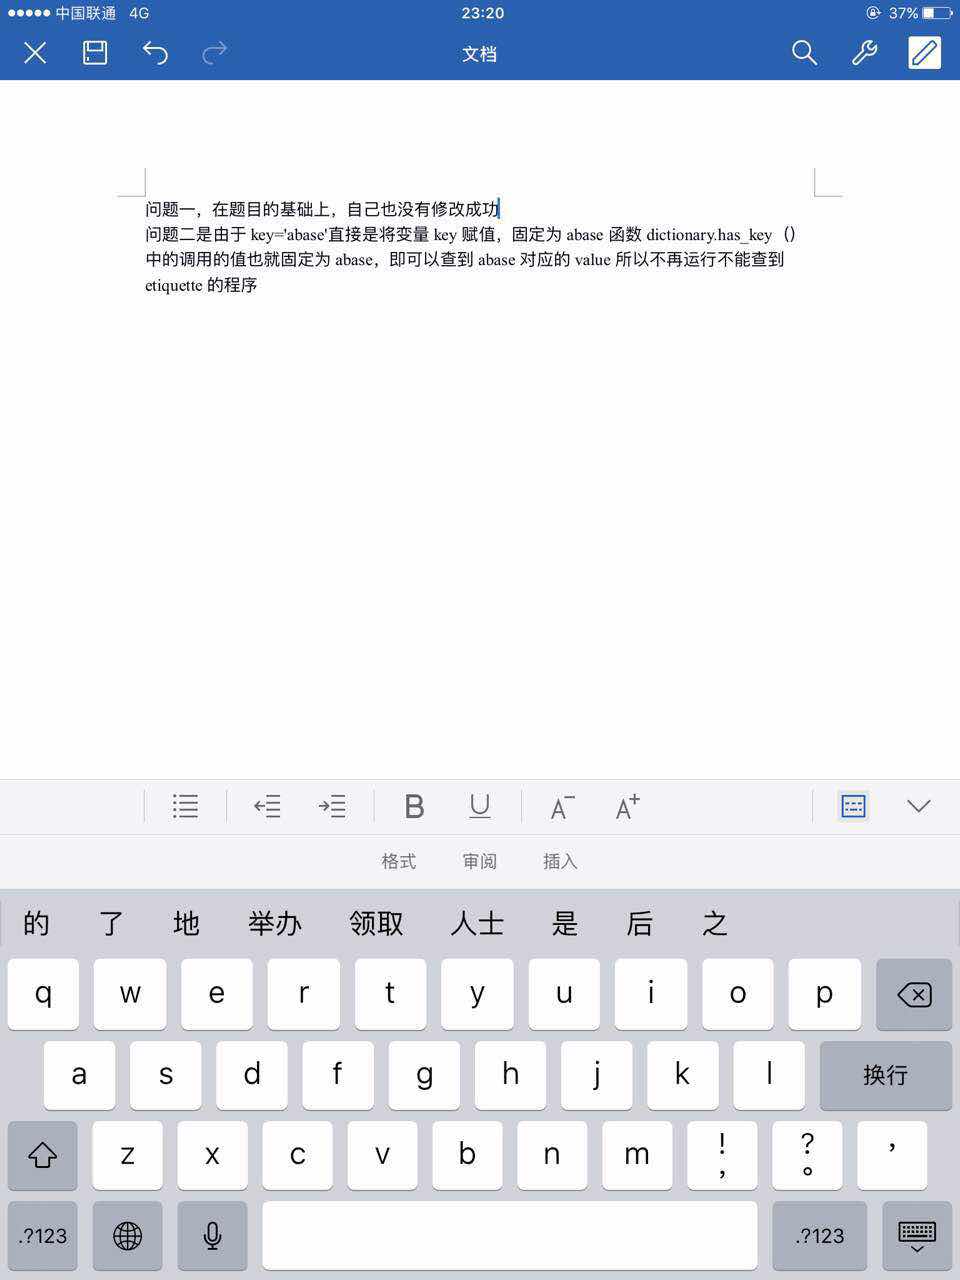 中国联通 4G 23:20 37%
文档
问题一，在题目的基础上，自己也没有修改成功
问题二是由于 key='abase'直接是将变量 key 赋值，固定为 abase 函数 dictionary.has_key（）
中的调用的值也就固定为 abase，即可以查到 abase 对应的 value 所以不再运行不能查到
etiquette 的程序
B U A- A+
格式 审阅 插入
的 了 地 举办 领取 人士 是 后 之
q w e r t y u i o p
a s d f g h j k l 换行
z x c v b n m ! , ? 。 ’
.?123 .?123